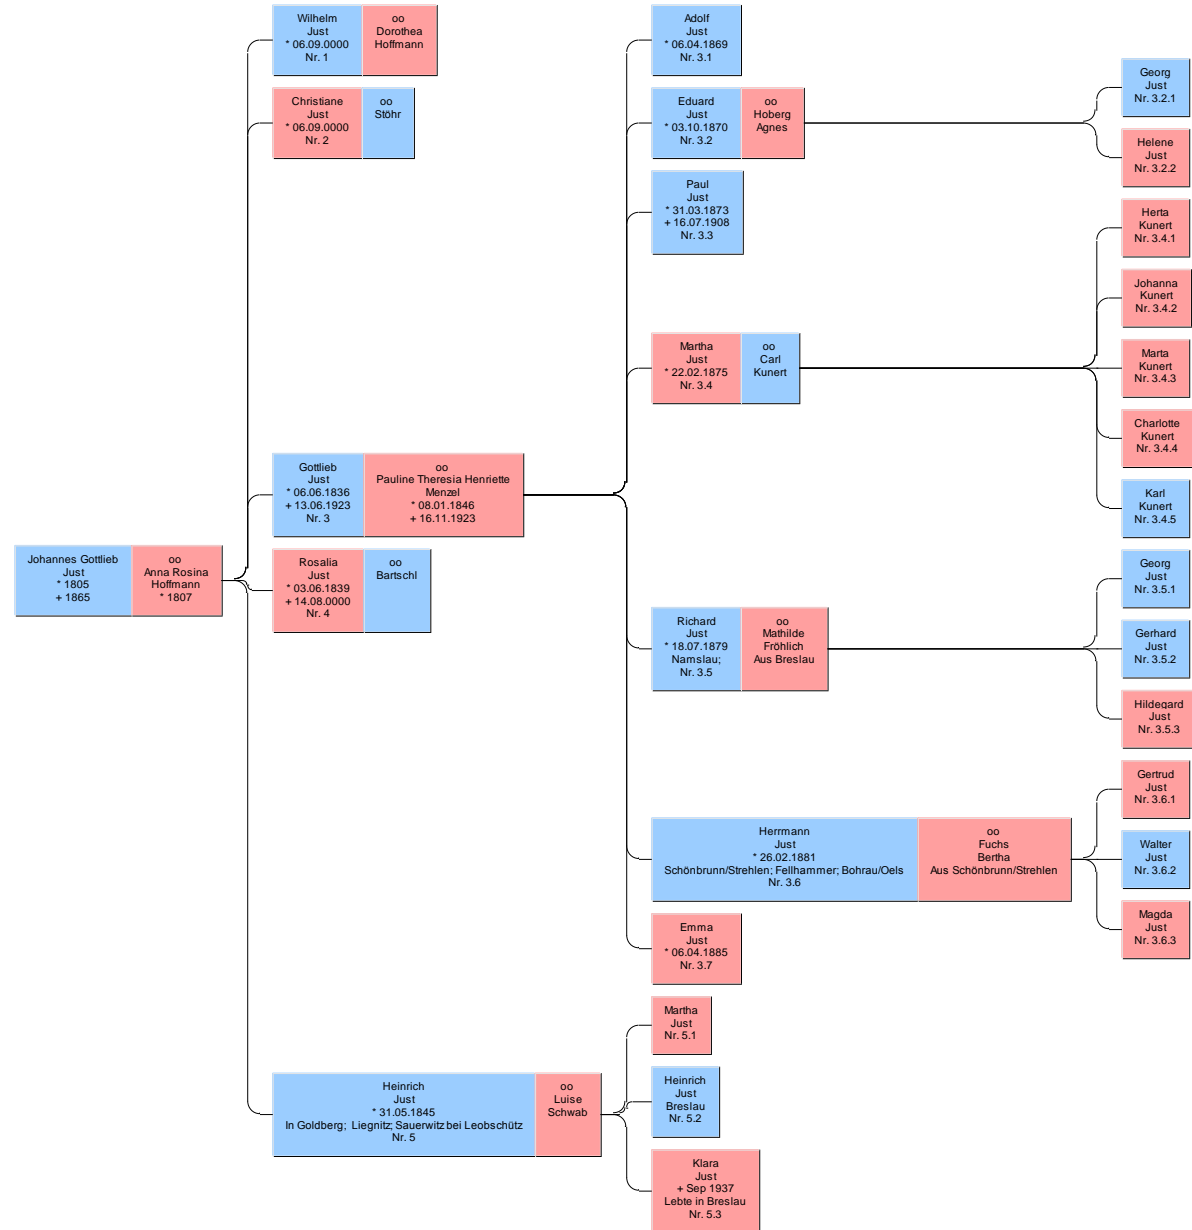 Johannes Gottlieb
Just
* 1805
+ 1865
oo
Anna Rosina
Hoffmann
* 1807
Wilhelm
Just
* 06.09.0000
Nr. 1
oo
Dorothea
Hoffmann
Christiane
Just
* 06.09.0000
Nr. 2
oo
Stöhr
Gottlieb
Just
* 06.06.1836
+ 13.06.1923
Nr. 3
oo
Pauline Theresia Henriette
Menzel
* 08.01.1846
+ 16.11.1923
Rosalia
Just
* 03.06.1839
+ 14.08.0000
Nr. 4
oo
Bartschl
Heinrich
Just
* 31.05.1845
In Goldberg; Liegnitz; Sauerwitz bei Leobschütz
Nr. 5
oo
Luise
Schwab
Adolf
Just
* 06.04.1869
Nr. 3.1
Eduard
Just
* 03.10.1870
Nr. 3.2
oo
Hoberg
Agnes
Paul
Just
* 31.03.1873
+ 16.07.1908
Nr. 3.3
Martha
Just
* 22.02.1875
Nr. 3.4
oo
Carl
Kunert
Richard
Just
* 18.07.1879
Namslau;
Nr. 3.5
oo
Mathilde
Fröhlich
Aus Breslau
Herrmann
Just
* 26.02.1881
Schönbrunn/Strehlen; Fellhammer; Bohrau/Oels
Nr. 3.6
oo
Fuchs
Bertha
Aus Schönbrunn/Strehlen
Emma
Just
* 06.04.1885
Nr. 3.7
Martha
Just
Nr. 5.1
Heinrich
Just
Breslau
Nr. 5.2
Klara
Just
+ Sep 1937
Lebte in Breslau
Nr. 5.3
Georg
Just
Nr. 3.2.1
Helene
Just
Nr. 3.2.2
Herta
Kunert
Nr. 3.4.1
Johanna
Kunert
Nr. 3.4.2
Marta
Kunert
Nr. 3.4.3
Charlotte
Kunert
Nr. 3.4.4
Karl
Kunert
Nr. 3.4.5
Georg
Just
Nr. 3.5.1
Gerhard
Just
Nr. 3.5.2
Hildegard
Just
Nr. 3.5.3
Gertrud
Just
Nr. 3.6.1
Walter
Just
Nr. 3.6.2
Magda
Just
Nr. 3.6.3